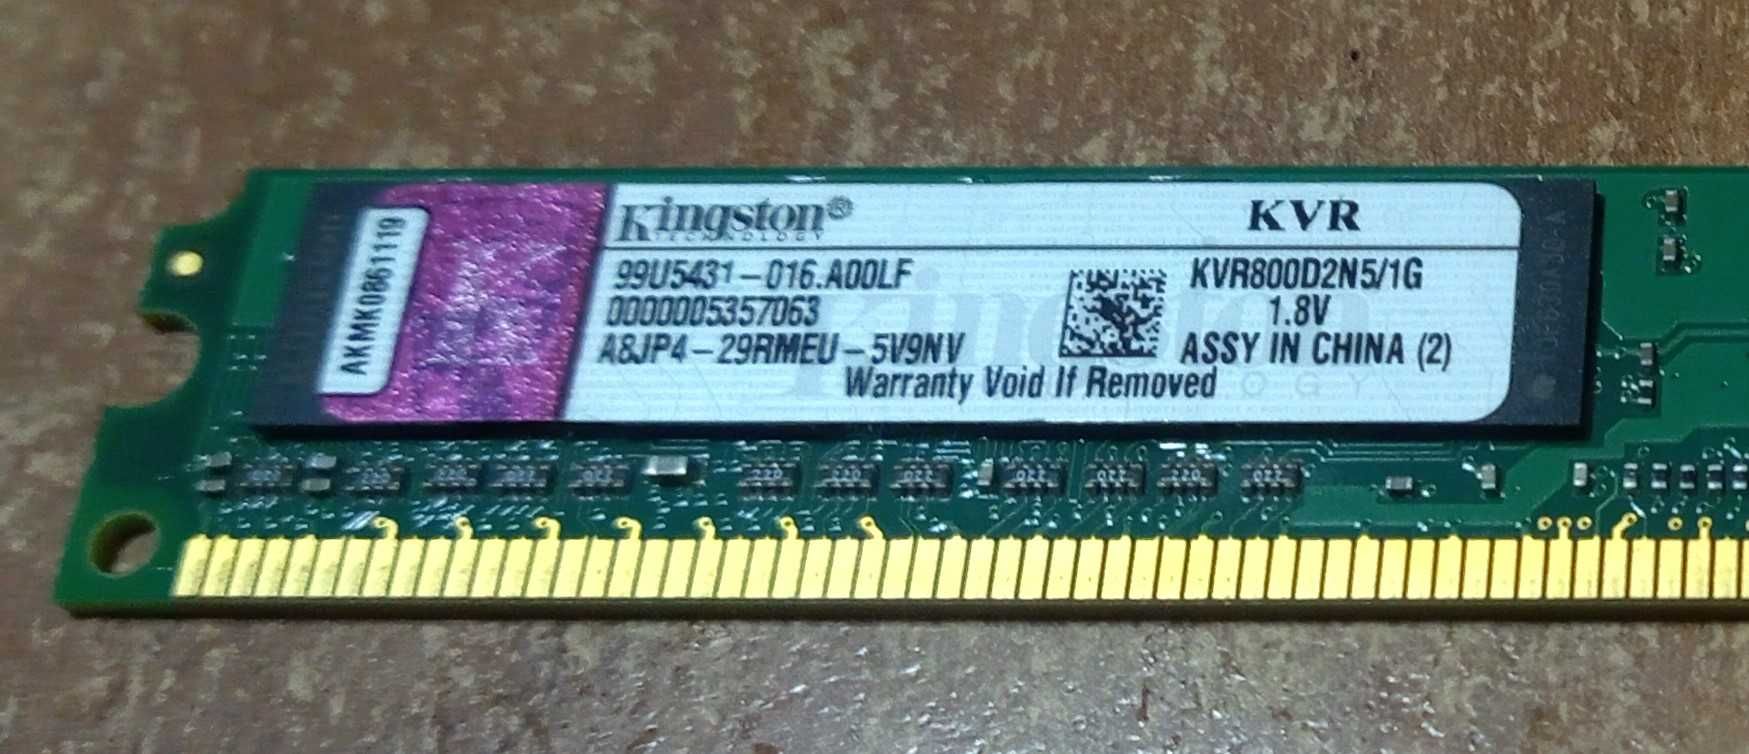 AKMK0861119
Kingston®
TECHNOLOGY
KVR
99U5431-016.A00LF
0000005357063
A8JP4-29RMEU-5V9NV
KVR800D2N5/1G
1.8V
ASSY IN CHINA (2)
Warranty Void If Removed